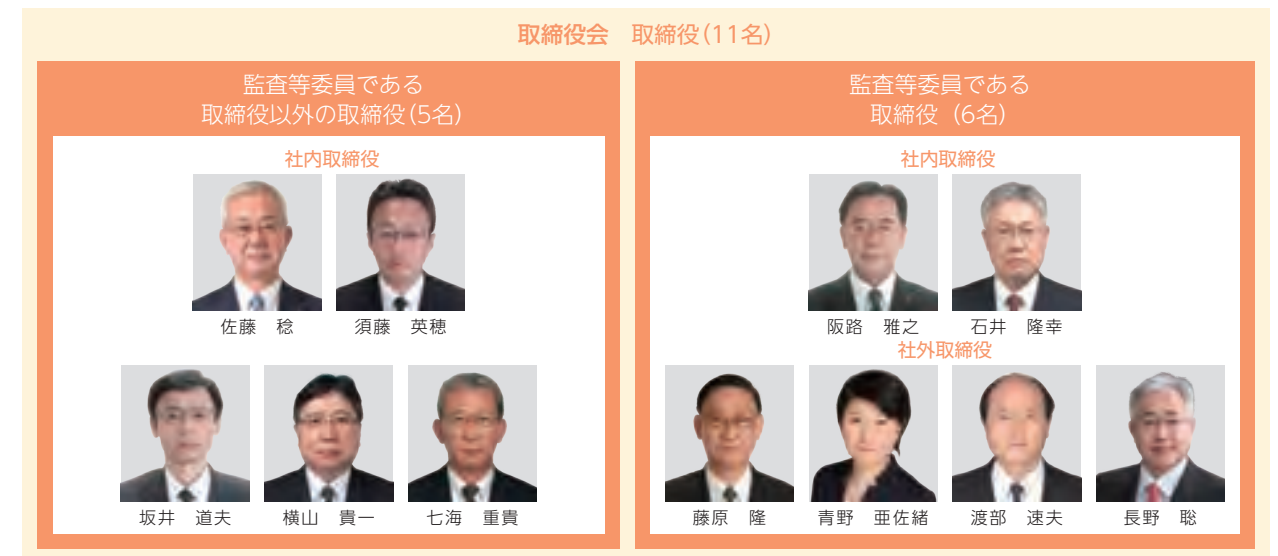 取締役会　取締役(11名)
監査等委員である
取締役以外の取締役(5名)
社内取締役
佐藤　稔
須藤　英穂
坂井　道夫
横山　貴一
七海　重貴
監査等委員である
取締役（6名）
社内取締役
阪路　雅之
石井　隆幸
社外取締役
藤原　隆
青野　亜佐緒
渡部　速夫
長野　聡